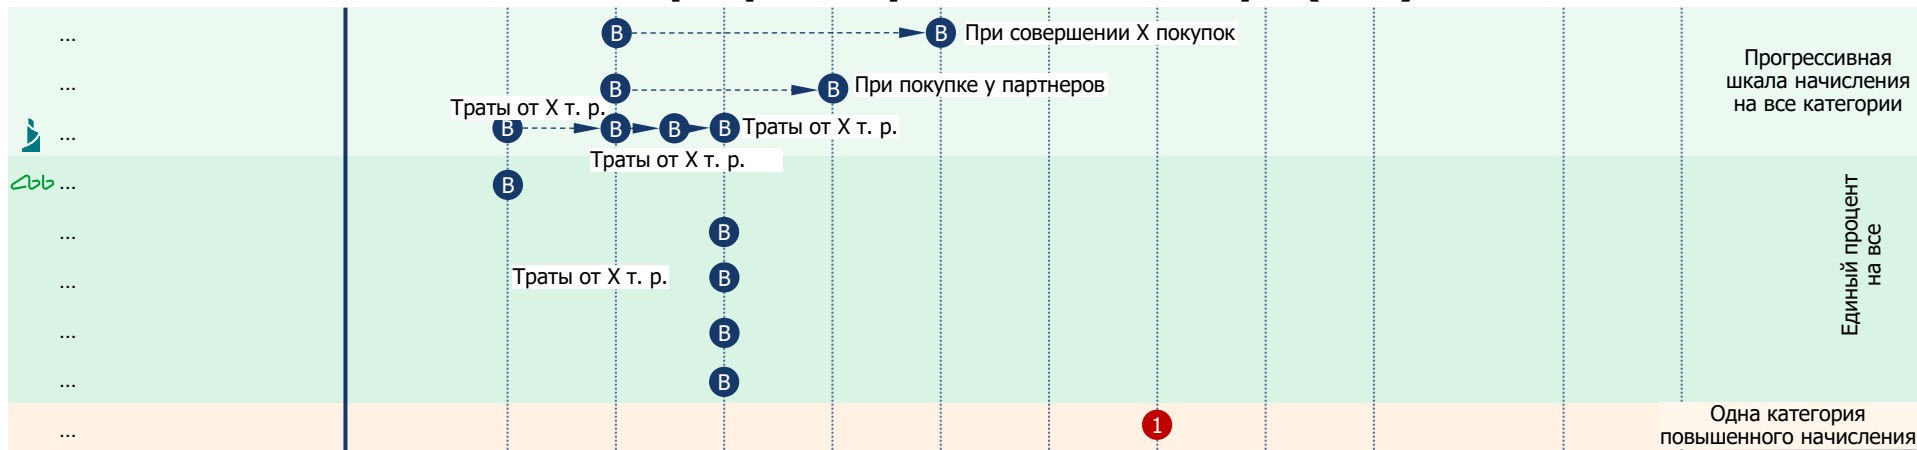 ... В В При совершении X покупок
... В В При покупке у партнеров
Прогрессивная
шкала начисления
на все категории
Траты от X т. р.
... В В В В Траты от X т. р.
Траты от X т. р.
... В
... В
... Траты от X т. р. В
... В
... В
Единый процент
на все
... 1
Одна категория
повышенного начисления